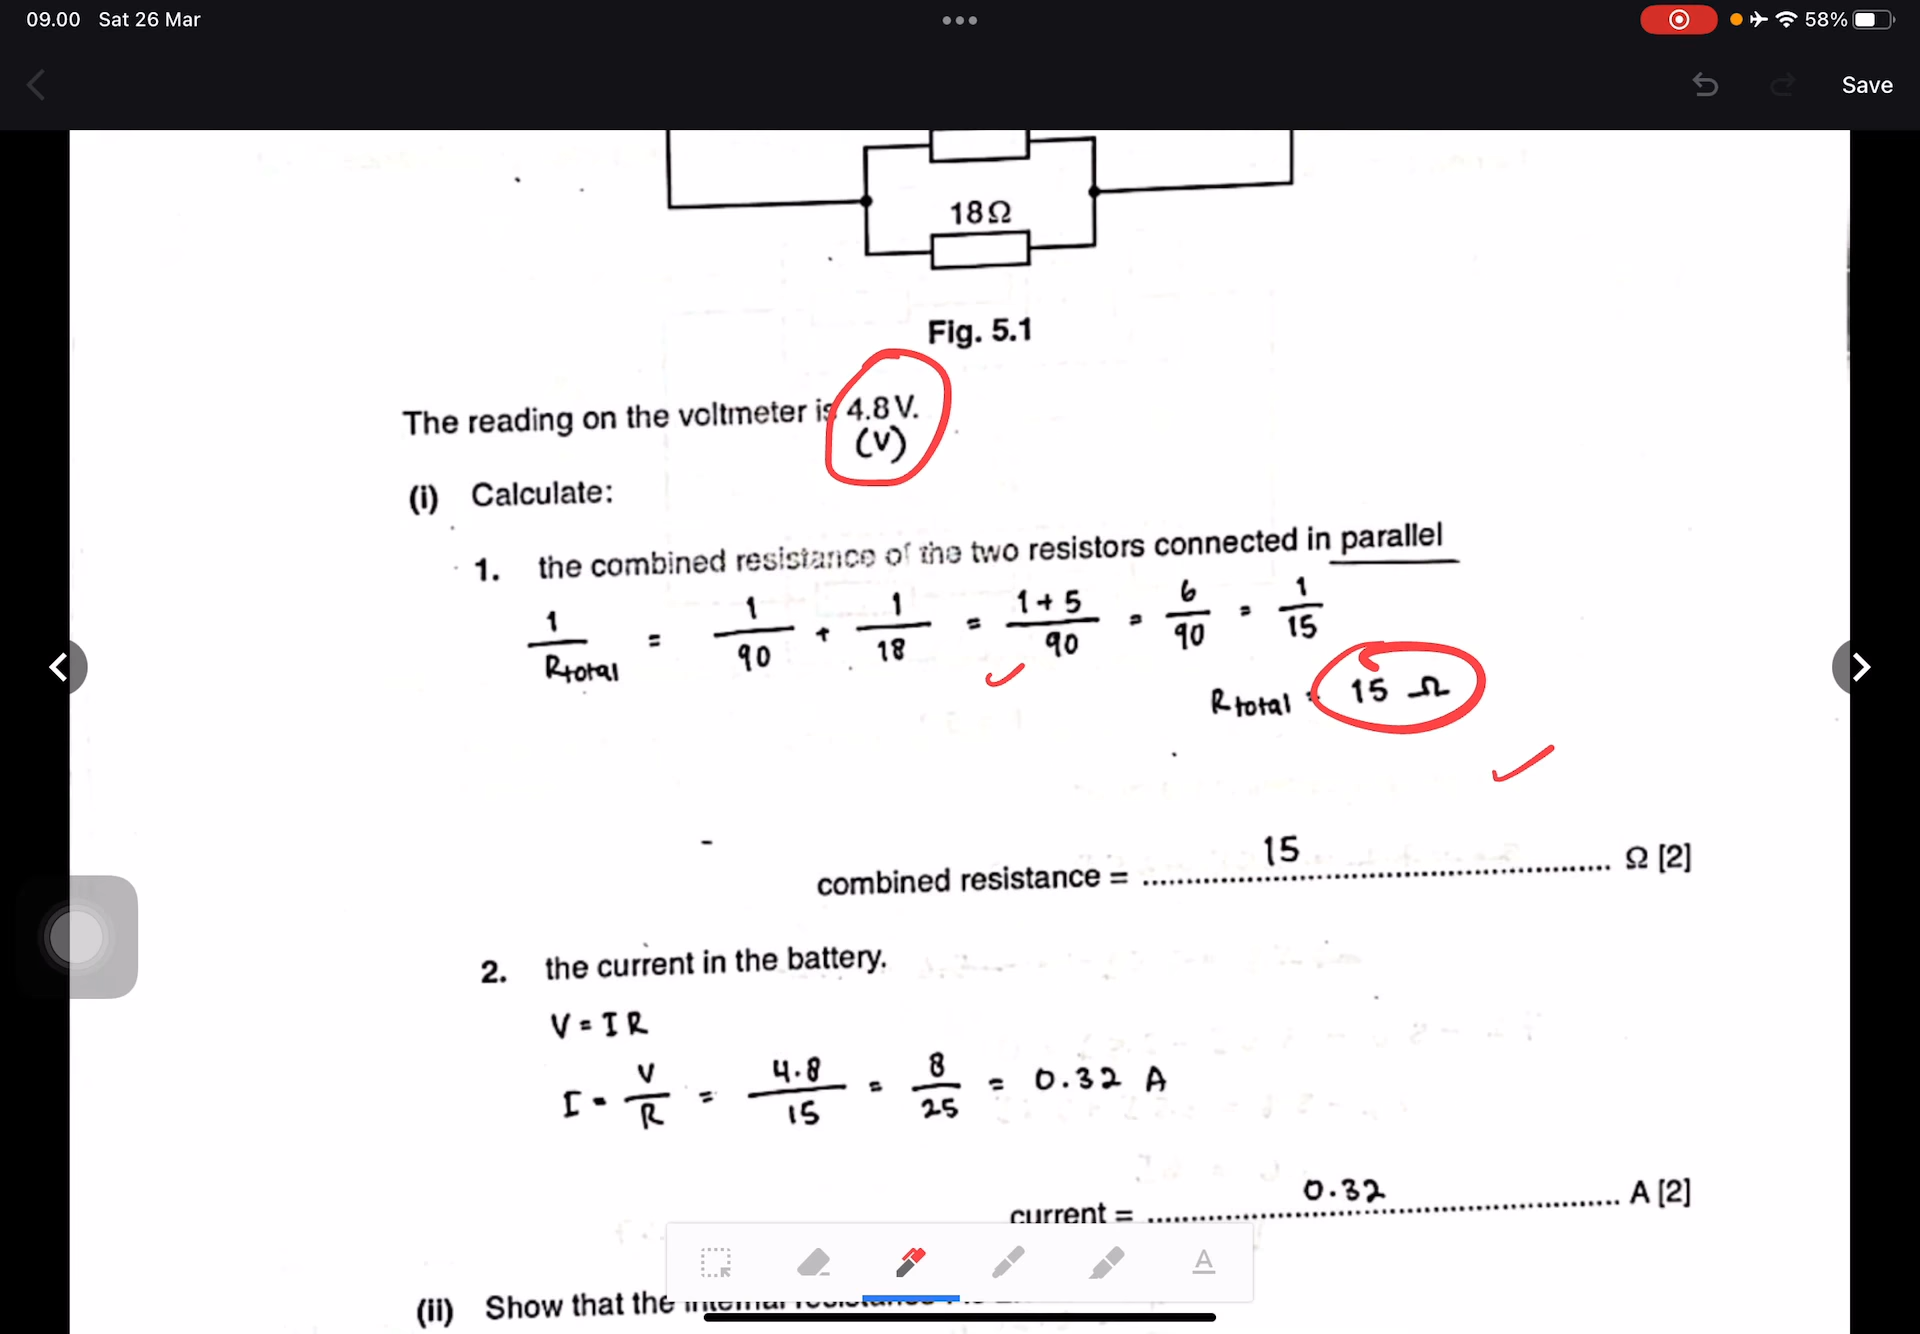 09.00 Sat 26 Mar
58%
Save
18Ω
Fig. 5.1
The reading on the voltmeter is 4.8 V.
(V)
(i) Calculate:
1. the combined resistance of the two resistors connected in parallel
1/Rtotal = 1/90 + 1/18 = 1+5/90 = 6/90 = 1/15
Rtotal = 15 Ω
combined resistance = 15 Ω [2]
2. the current in the battery.
V = IR
I = V/R = 4.8/15 = 8/25 = 0.32 A
current = 0.32 A [2]
A
(ii) Show that the